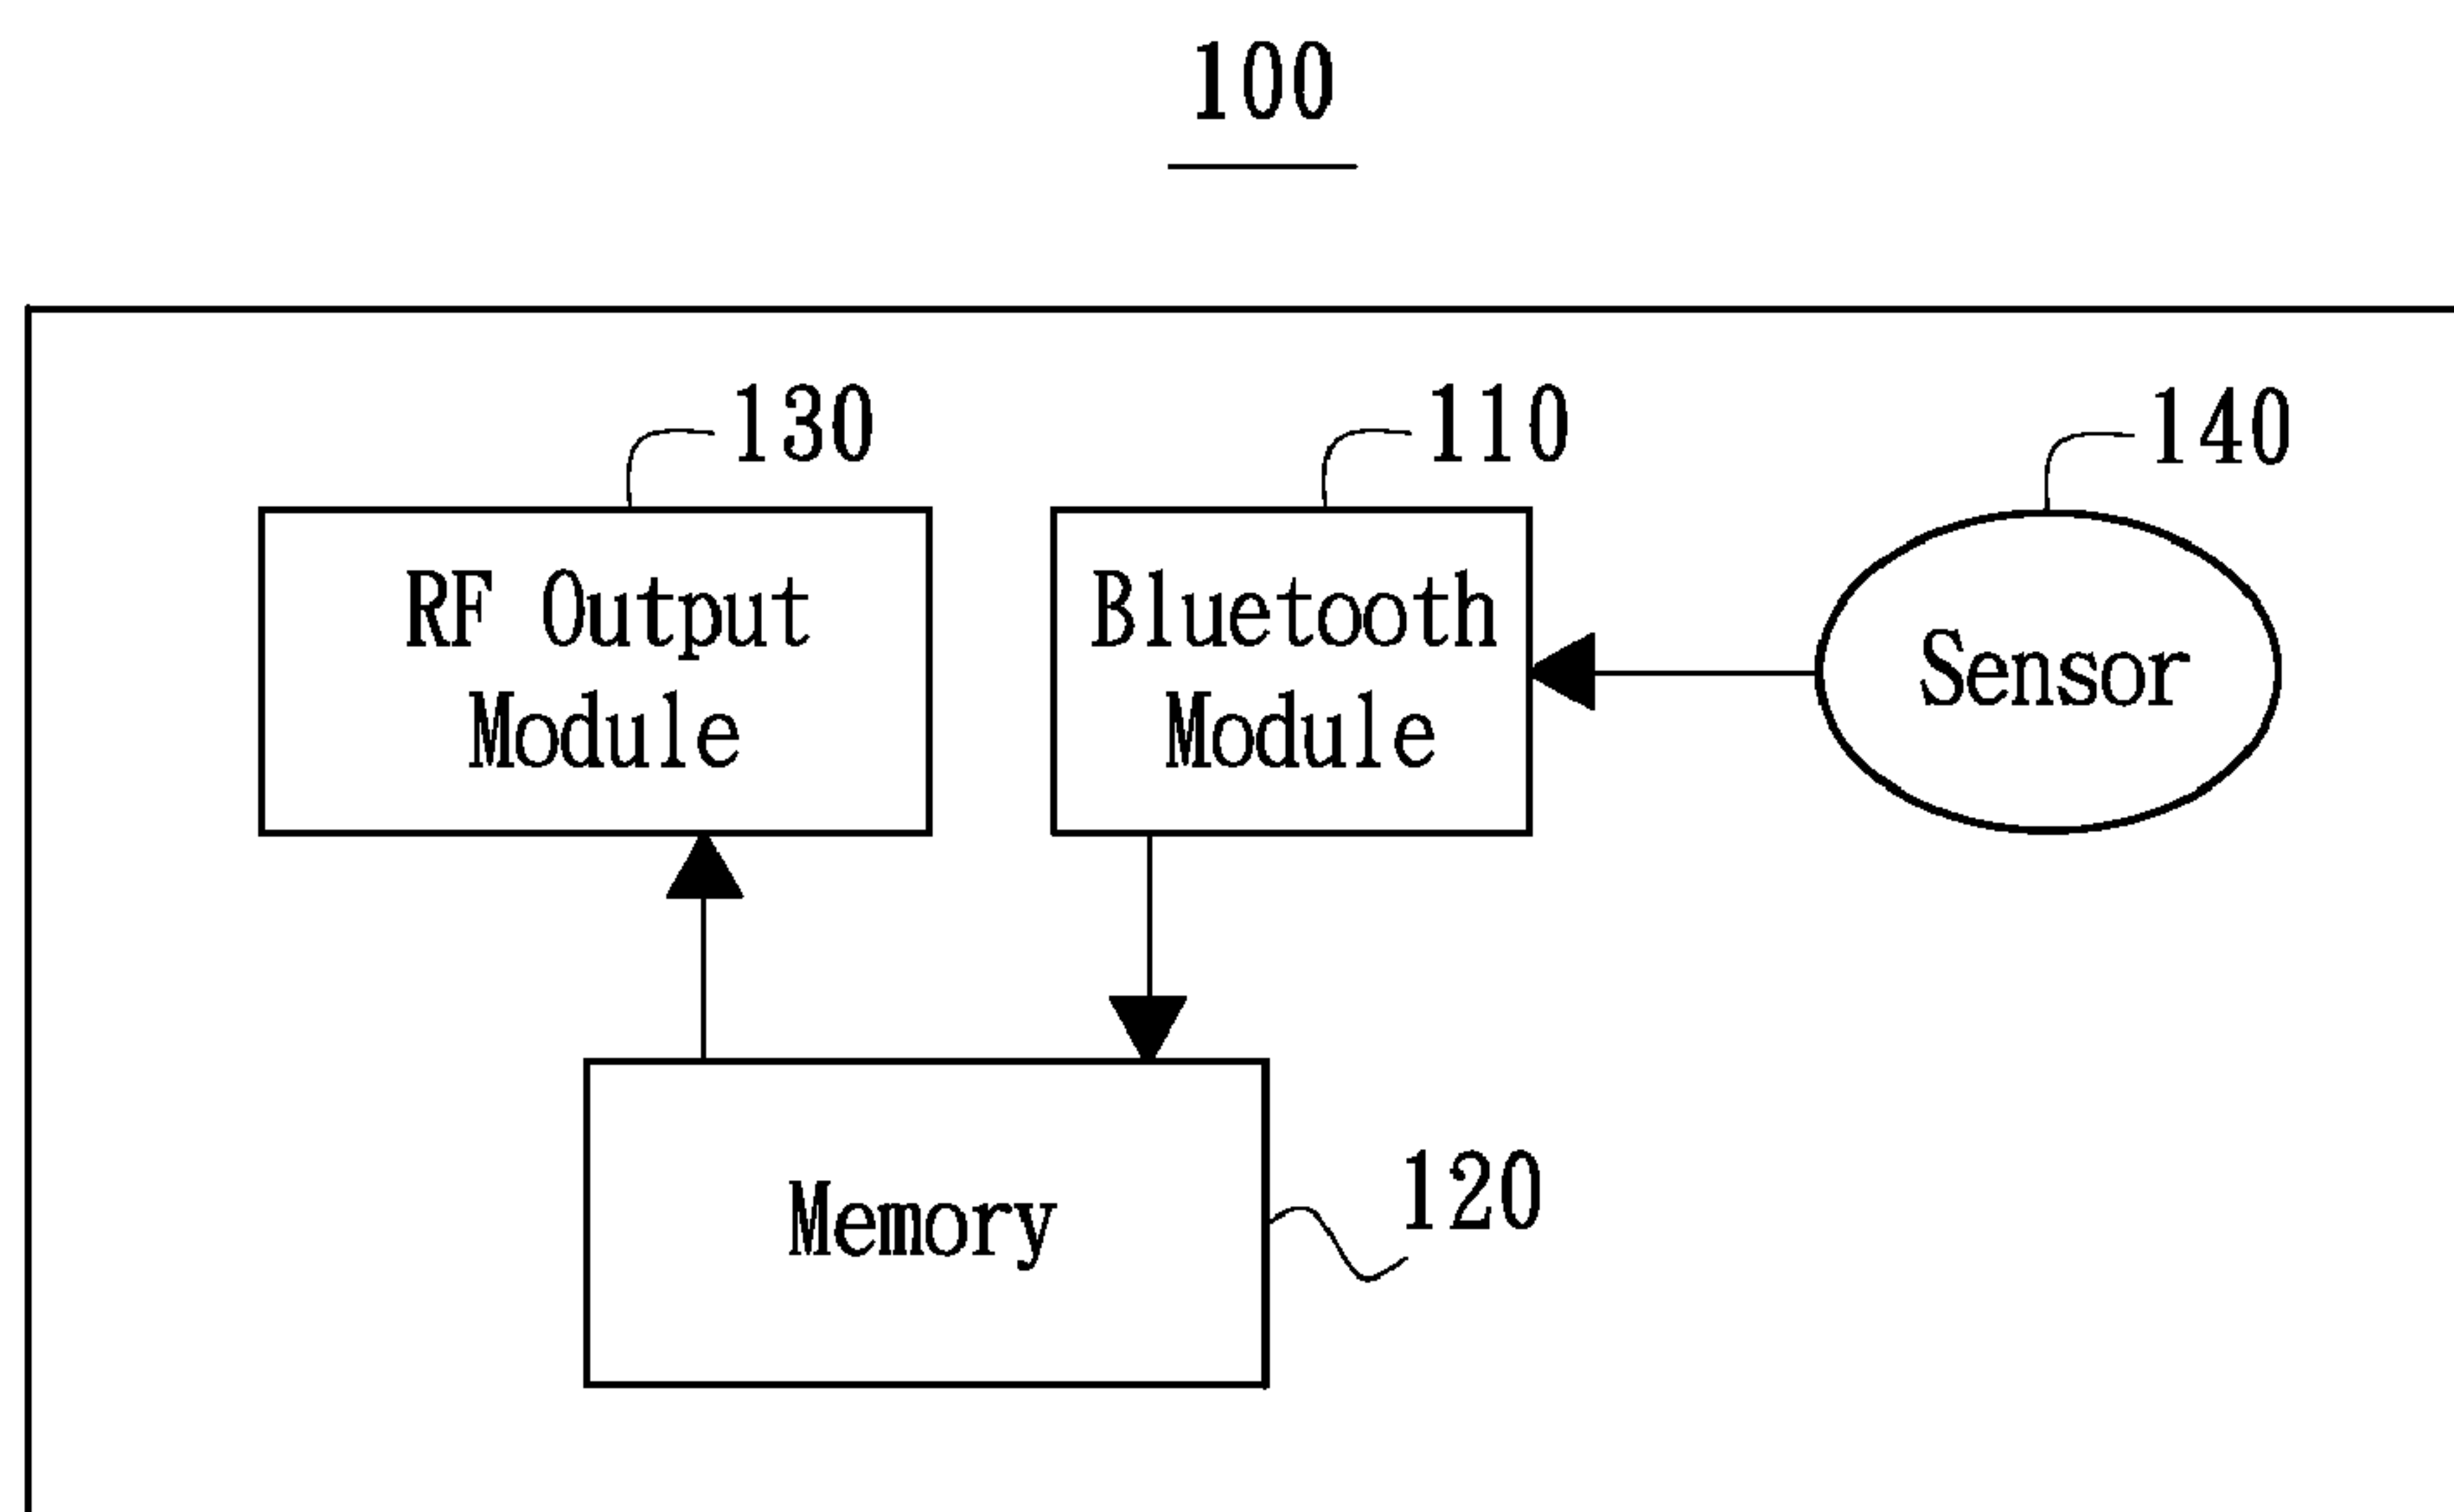 100
130
110
140
RF Output
Module
Bluetooth
Module
Sensor
120
Memory